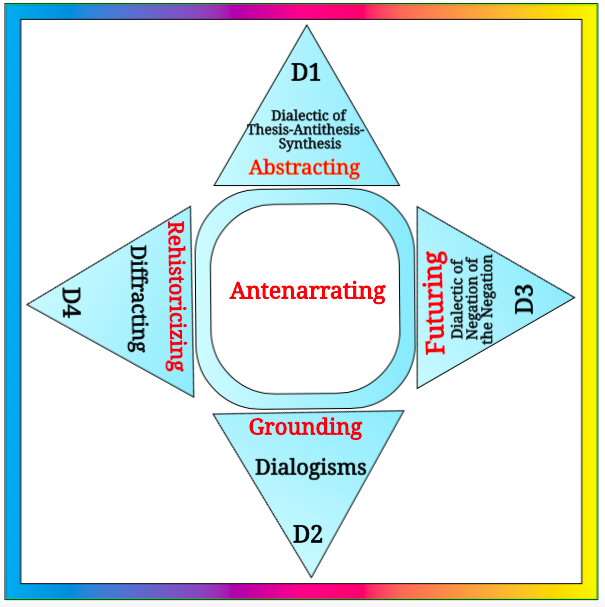 D1
Dialectic of
Thesis-Antithesis-
Synthesis
Abstracting
Rehistoricizing
Diffracting
D4
Antenarrating
Futuring
Dialectic of
Negation of
the Negation
D3
Grounding
Dialogisms
D2